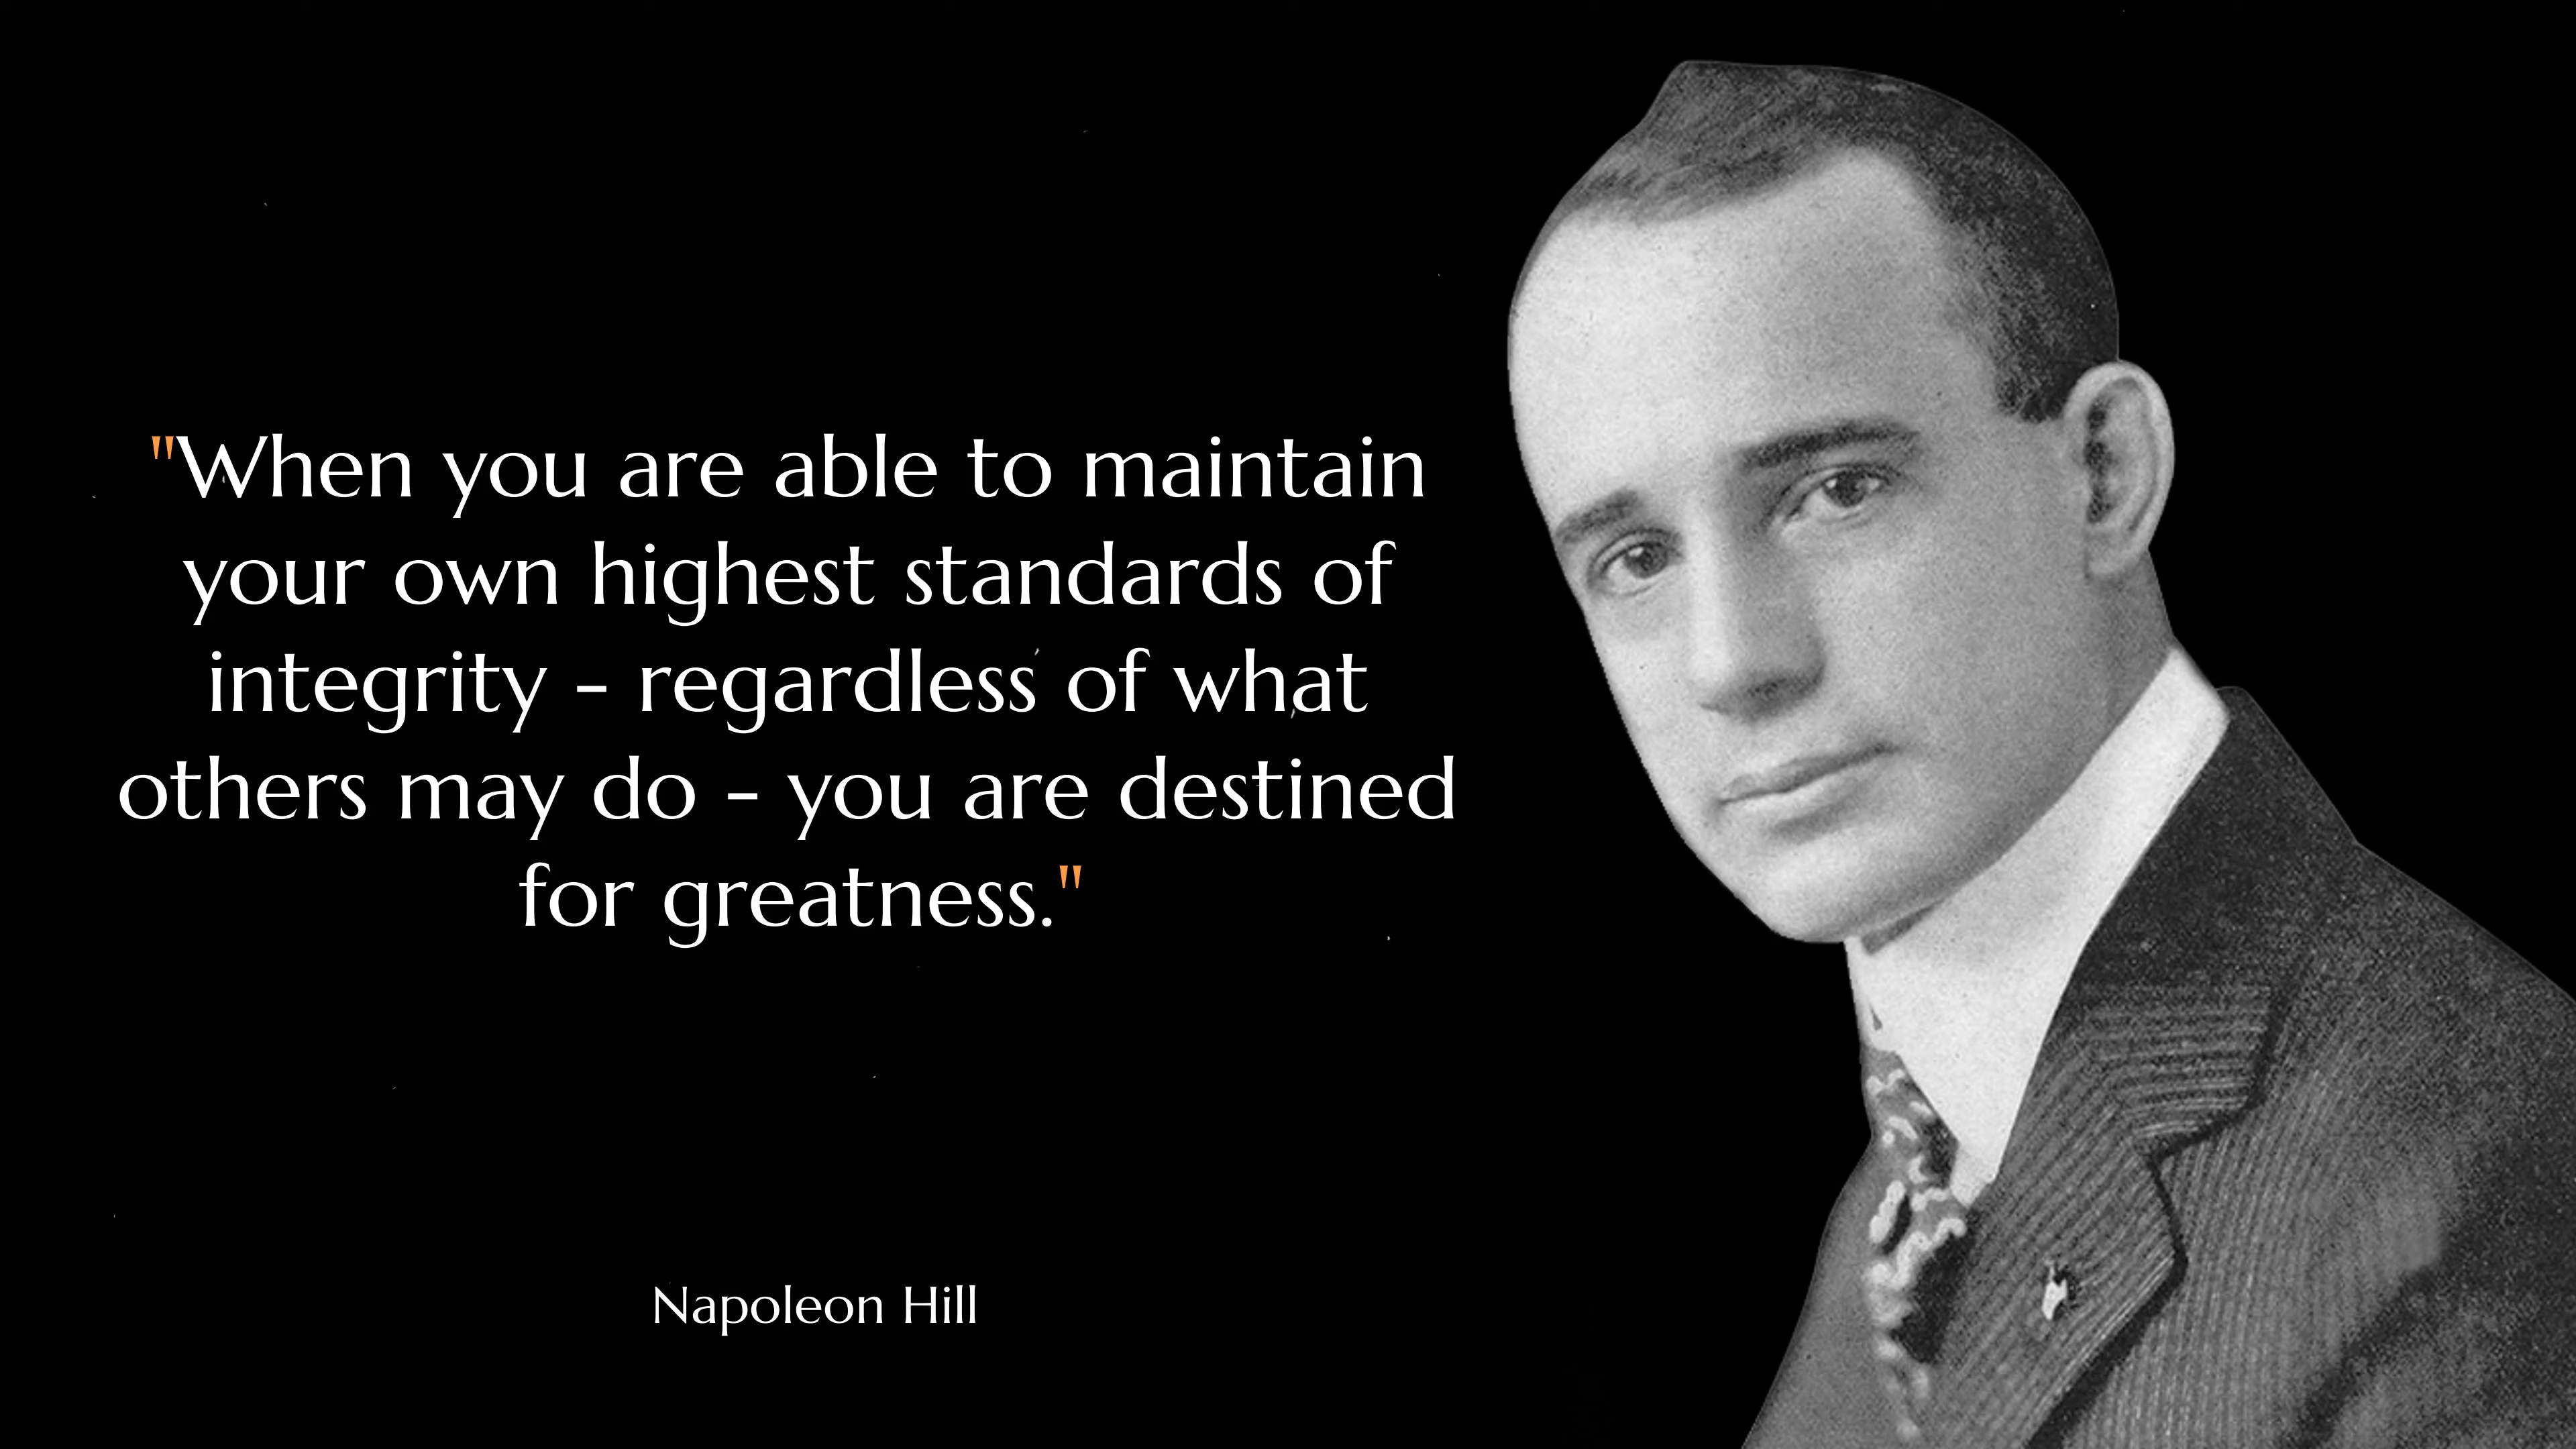 "When you are able to maintain
your own highest standards of
integrity - regardless of what
others may do - you are destined
for greatness."
Napoleon Hill